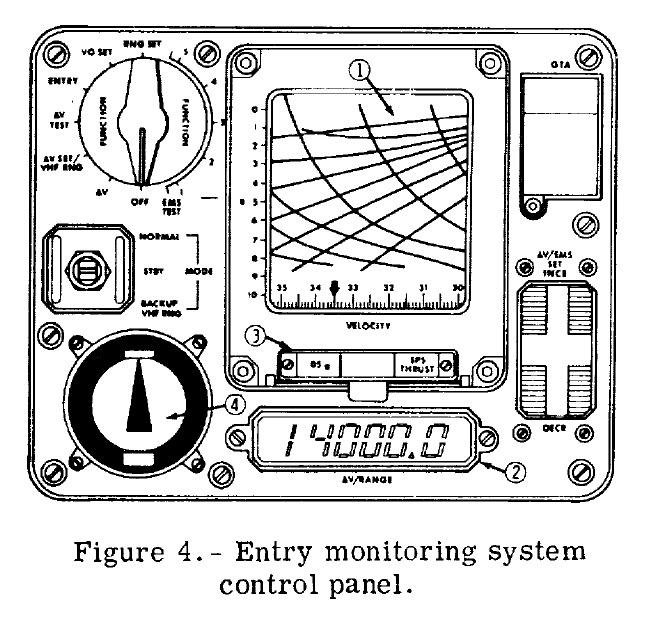 ENG SET
VO SET
5
ENTRY
4
GTA
ΔV
TEST
FUNCTION
FUNCTION
3
ΔV SET/
VHF RNG
2
ΔV
OFF
1
EMS
TEST
NORMAL
STBY
MODE
BACKUP
VHF RNG
1
0
1
2
3
4
5
6
7
8
9
10
35
34
33
32
31
30
VELOCITY
ΔV/EMS
SET
INCR
DECR
3
.05 g
SPS
THRUST
4
14000.0
2
ΔV/RANGE
Figure 4.- Entry monitoring system
control panel.